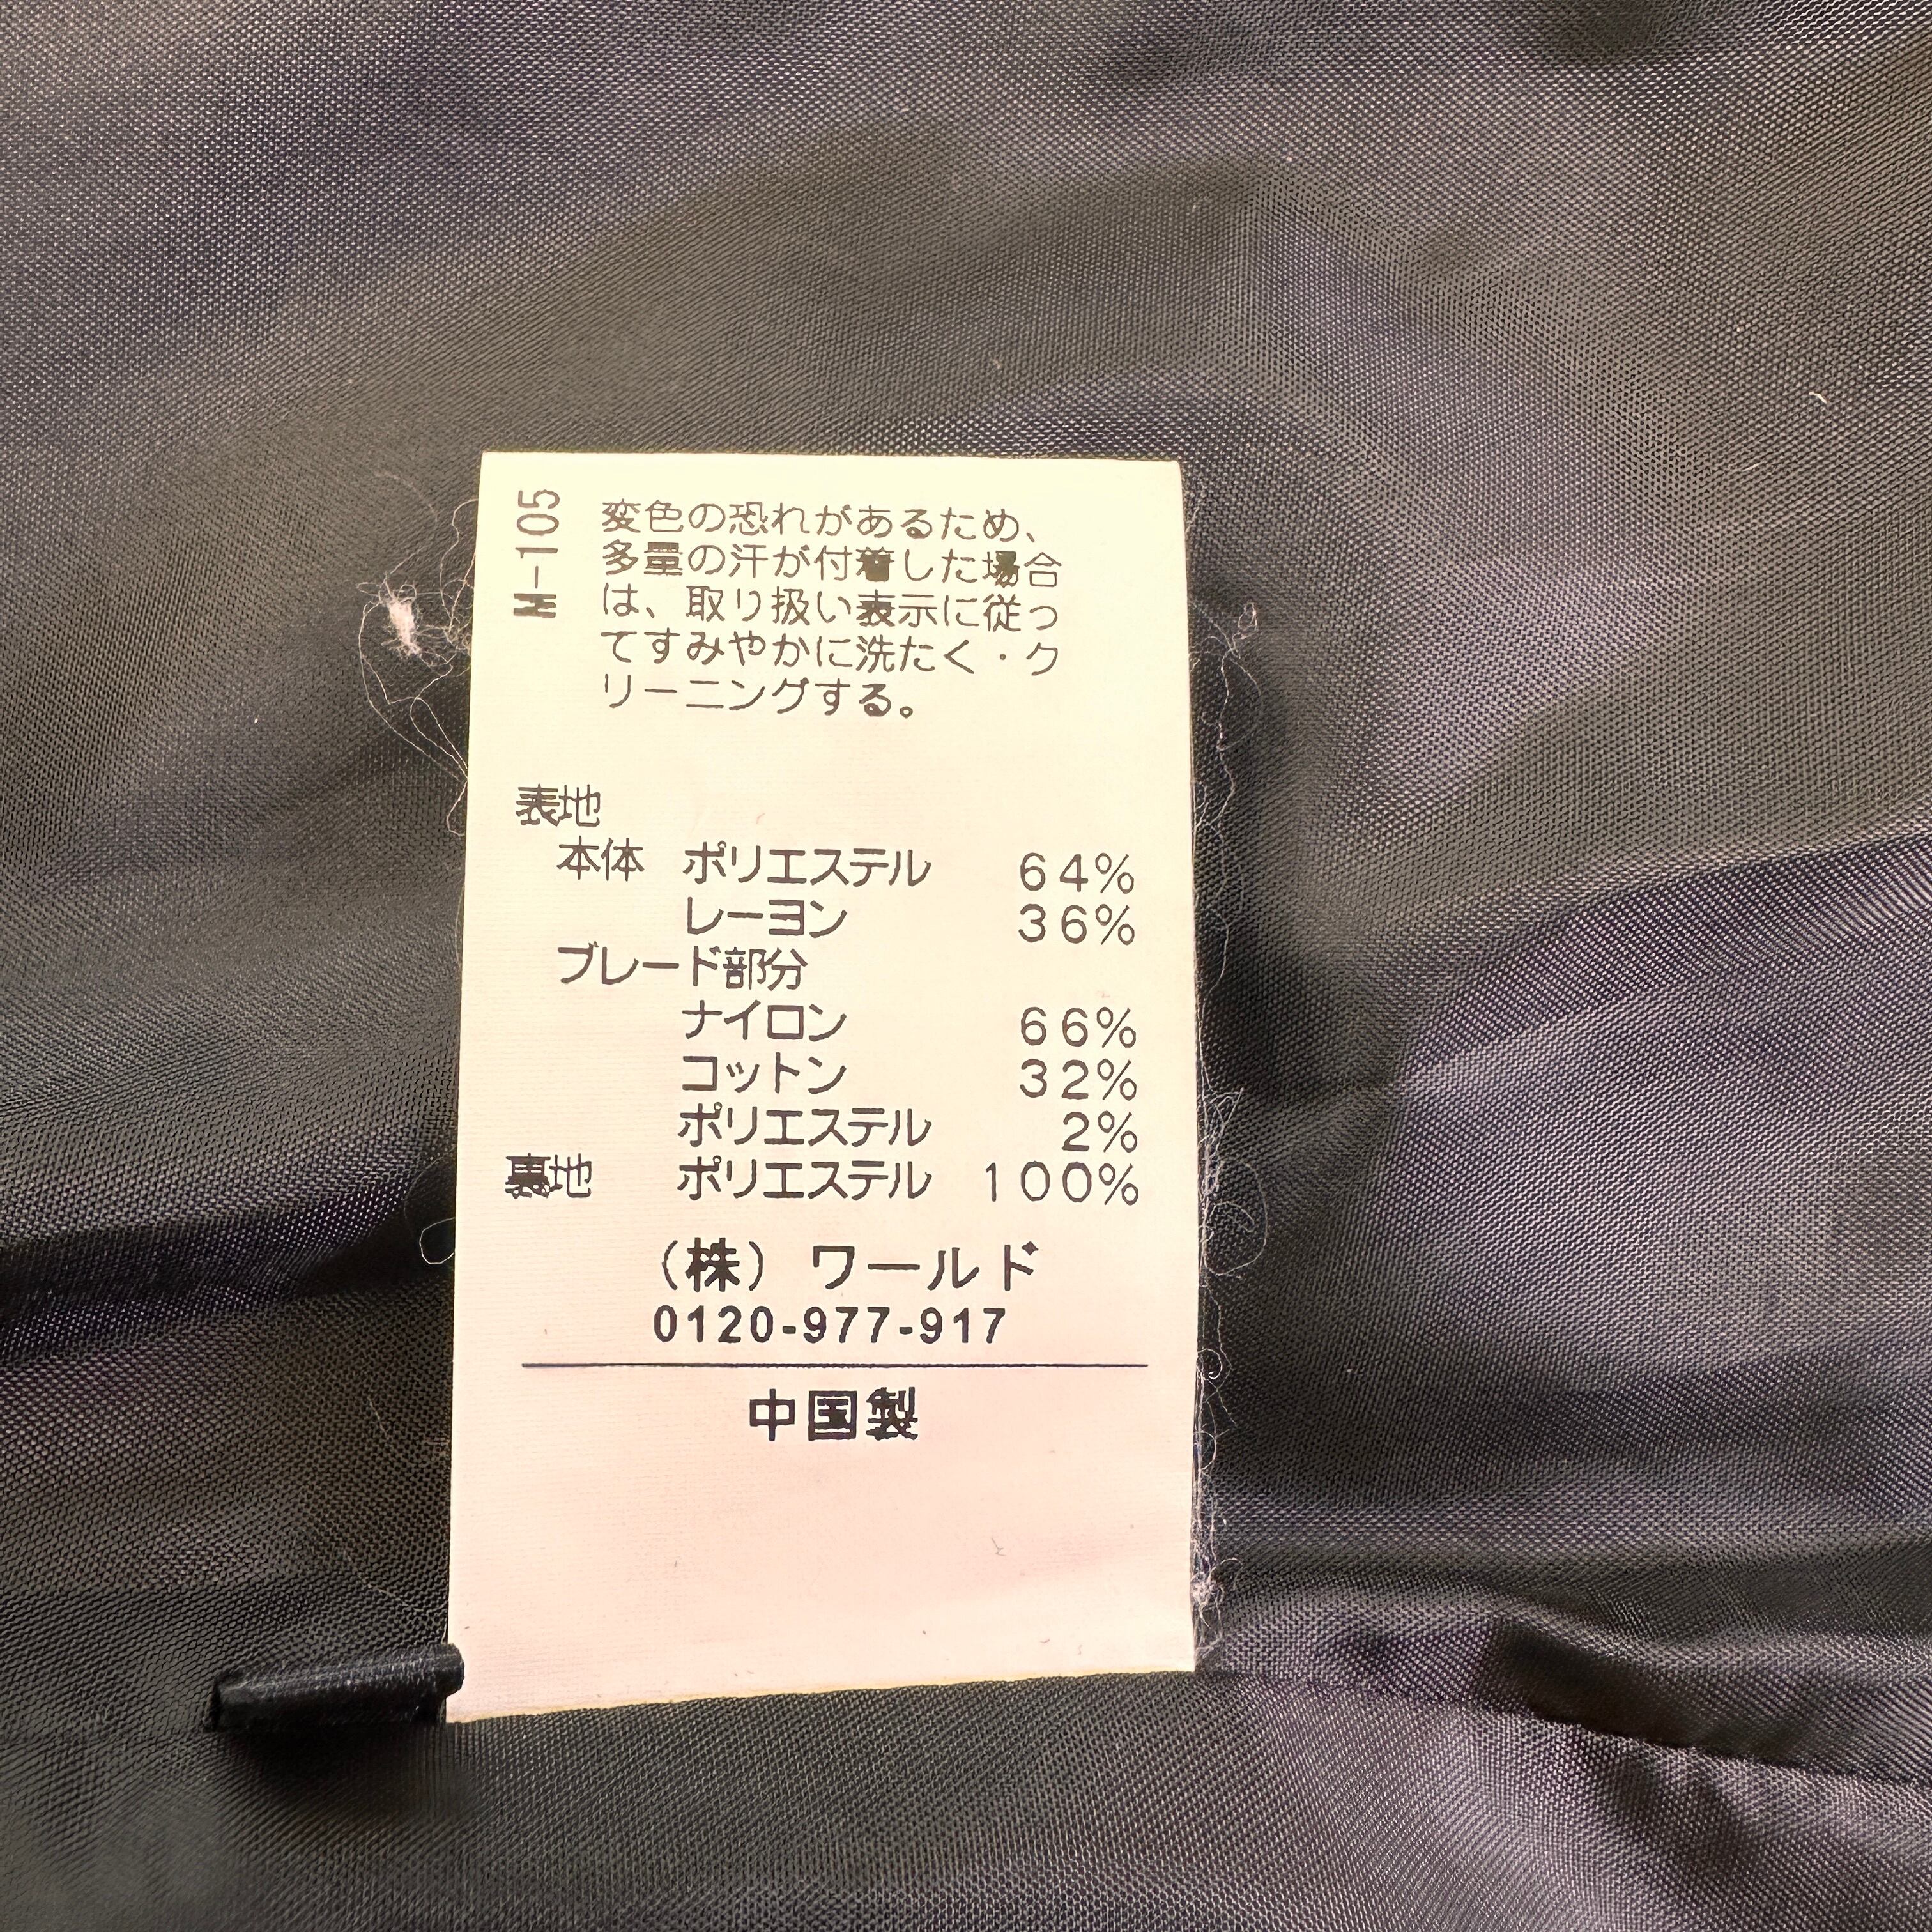 M-105
変色の恐れがあるため、
多量の汗が付着した場合
は、取り扱い表示に従っ
てすみやかに洗たく・ク
リーニングする。
表地
本体 ポリエステル 64%
レーヨン 36%
ブレード部分
ナイロン 66%
コットン 32%
ポリエステル 2%
裏地 ポリエステル 100%
(株) ワールド
0120-977-917
中国製